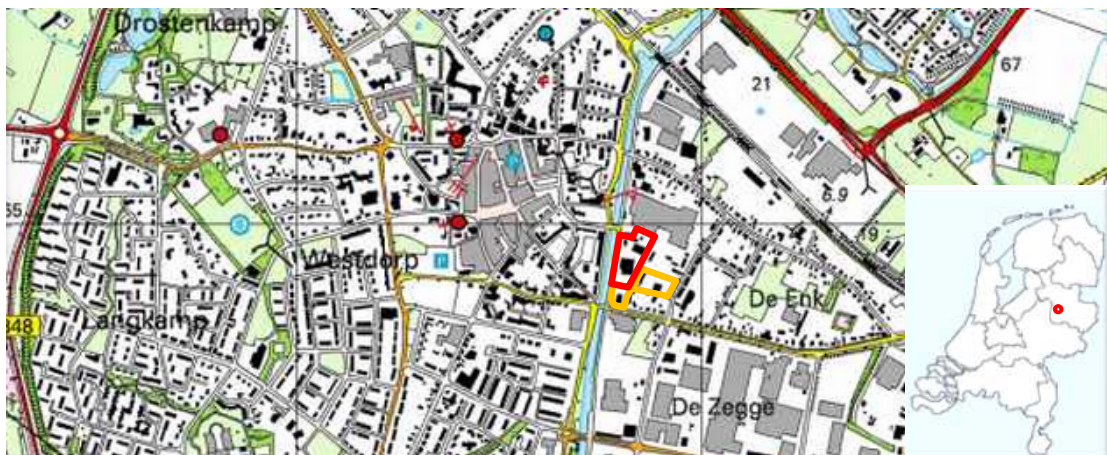 Drostenkamp
67
21
6.9
19
Westdorp
P
De Enk
Langkamp
348
De Zegge